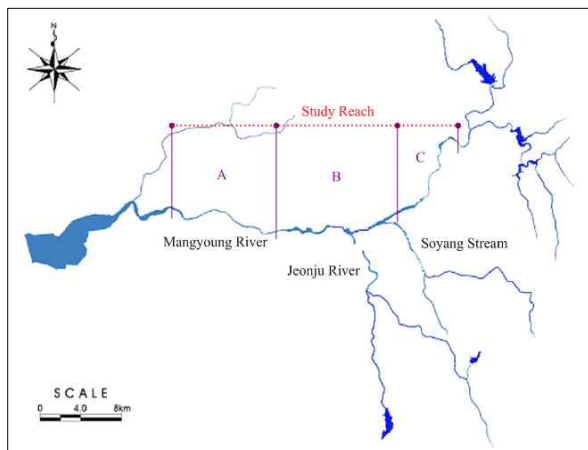 N
Study Reach
C
A
B
Mangyoung River
Soyang Stream
Jeonju River
SCALE
0 4.0 8km